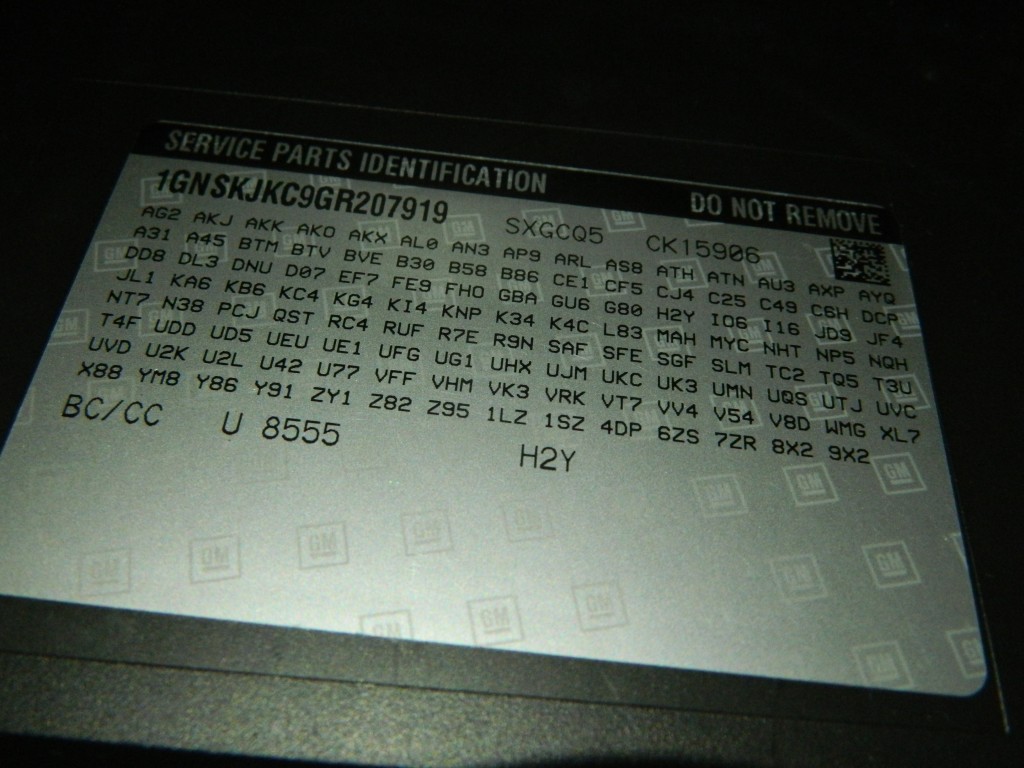 SERVICE PARTS IDENTIFICATION DO NOT REMOVE
1GNSKJKC9GR207919 SXGCQ5 CK15906
AG2 AKJ AKK AKO AKX AL0 AN3 AP9 ARL AS8 ATH ATN AU3 AXP AYQ
A31 A45 BTM BTV BVE B30 B58 B86 CE1 CF5 CJ4 C25 C49 C6H DCP
DD8 DL3 DNU D07 EF7 FE9 FHO GBA GU6 G80 H2Y IO6 I16 JD9 JF4
JL1 KA6 KB6 KC4 KG4 KI4 KNP K34 K4C L83 MAH MYC NHT NP5 NQH
NT7 N38 PCJ QST RC4 RUF R7E R9N SAF SFE SGF SLM TC2 TQ5 T3U
T4F UDD UD5 UEU UE1 UFG UG1 UHX UJM UKC UK3 UMN UQS UTJ UVC
UVD U2K U2L U42 U77 VFF VHM VK3 VRK VT7 VV4 V54 V8D WMG XL7
X88 YM8 Y86 Y91 ZY1 Z82 Z95 1LZ 1SZ 4DP 6ZS 7ZR 8X2 9X2
BC/CC U 8555 H2Y